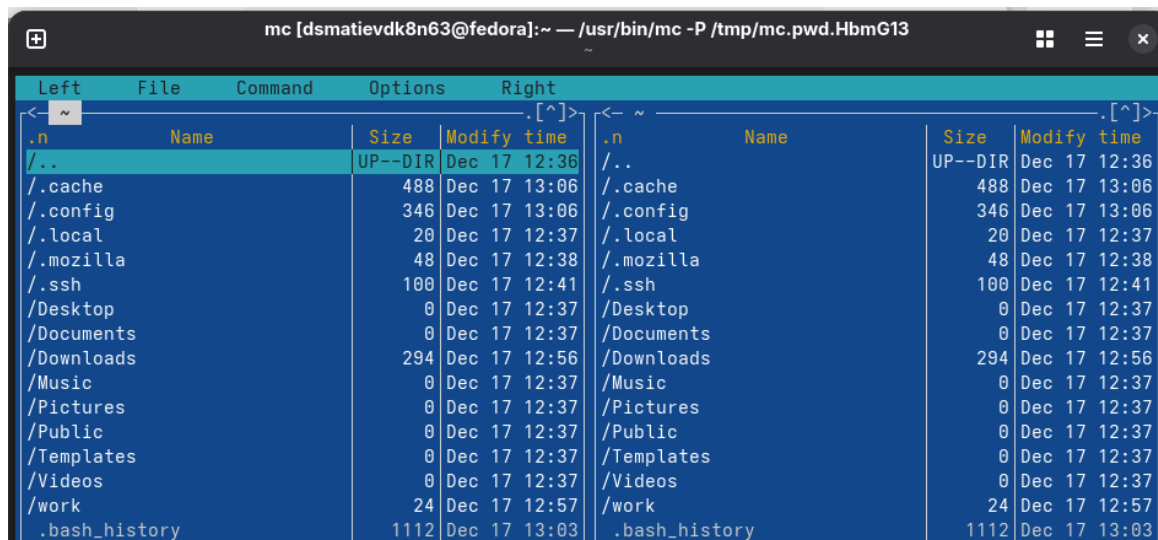 mc [dsmatievdk8n63@fedora]:~ — /usr/bin/mc -P /tmp/mc.pwd.HbmG13
~
Left File Command Options Right
<— ~ .[^]> <— ~ .[^]>
.n Name Size Modify time .n Name Size Modify time
/.. UP--DIR Dec 17 12:36 /.. UP--DIR Dec 17 12:36
/.cache 488 Dec 17 13:06 /.cache 488 Dec 17 13:06
/.config 346 Dec 17 13:06 /.config 346 Dec 17 13:06
/.local 20 Dec 17 12:37 /.local 20 Dec 17 12:37
/.mozilla 48 Dec 17 12:38 /.mozilla 48 Dec 17 12:38
/.ssh 100 Dec 17 12:41 /.ssh 100 Dec 17 12:41
/Desktop 0 Dec 17 12:37 /Desktop 0 Dec 17 12:37
/Documents 0 Dec 17 12:37 /Documents 0 Dec 17 12:37
/Downloads 294 Dec 17 12:56 /Downloads 294 Dec 17 12:56
/Music 0 Dec 17 12:37 /Music 0 Dec 17 12:37
/Pictures 0 Dec 17 12:37 /Pictures 0 Dec 17 12:37
/Public 0 Dec 17 12:37 /Public 0 Dec 17 12:37
/Templates 0 Dec 17 12:37 /Templates 0 Dec 17 12:37
/Videos 0 Dec 17 12:37 /Videos 0 Dec 17 12:37
/work 24 Dec 17 12:57 /work 24 Dec 17 12:57
.bash_history 1112 Dec 17 13:03 .bash_history 1112 Dec 17 13:03